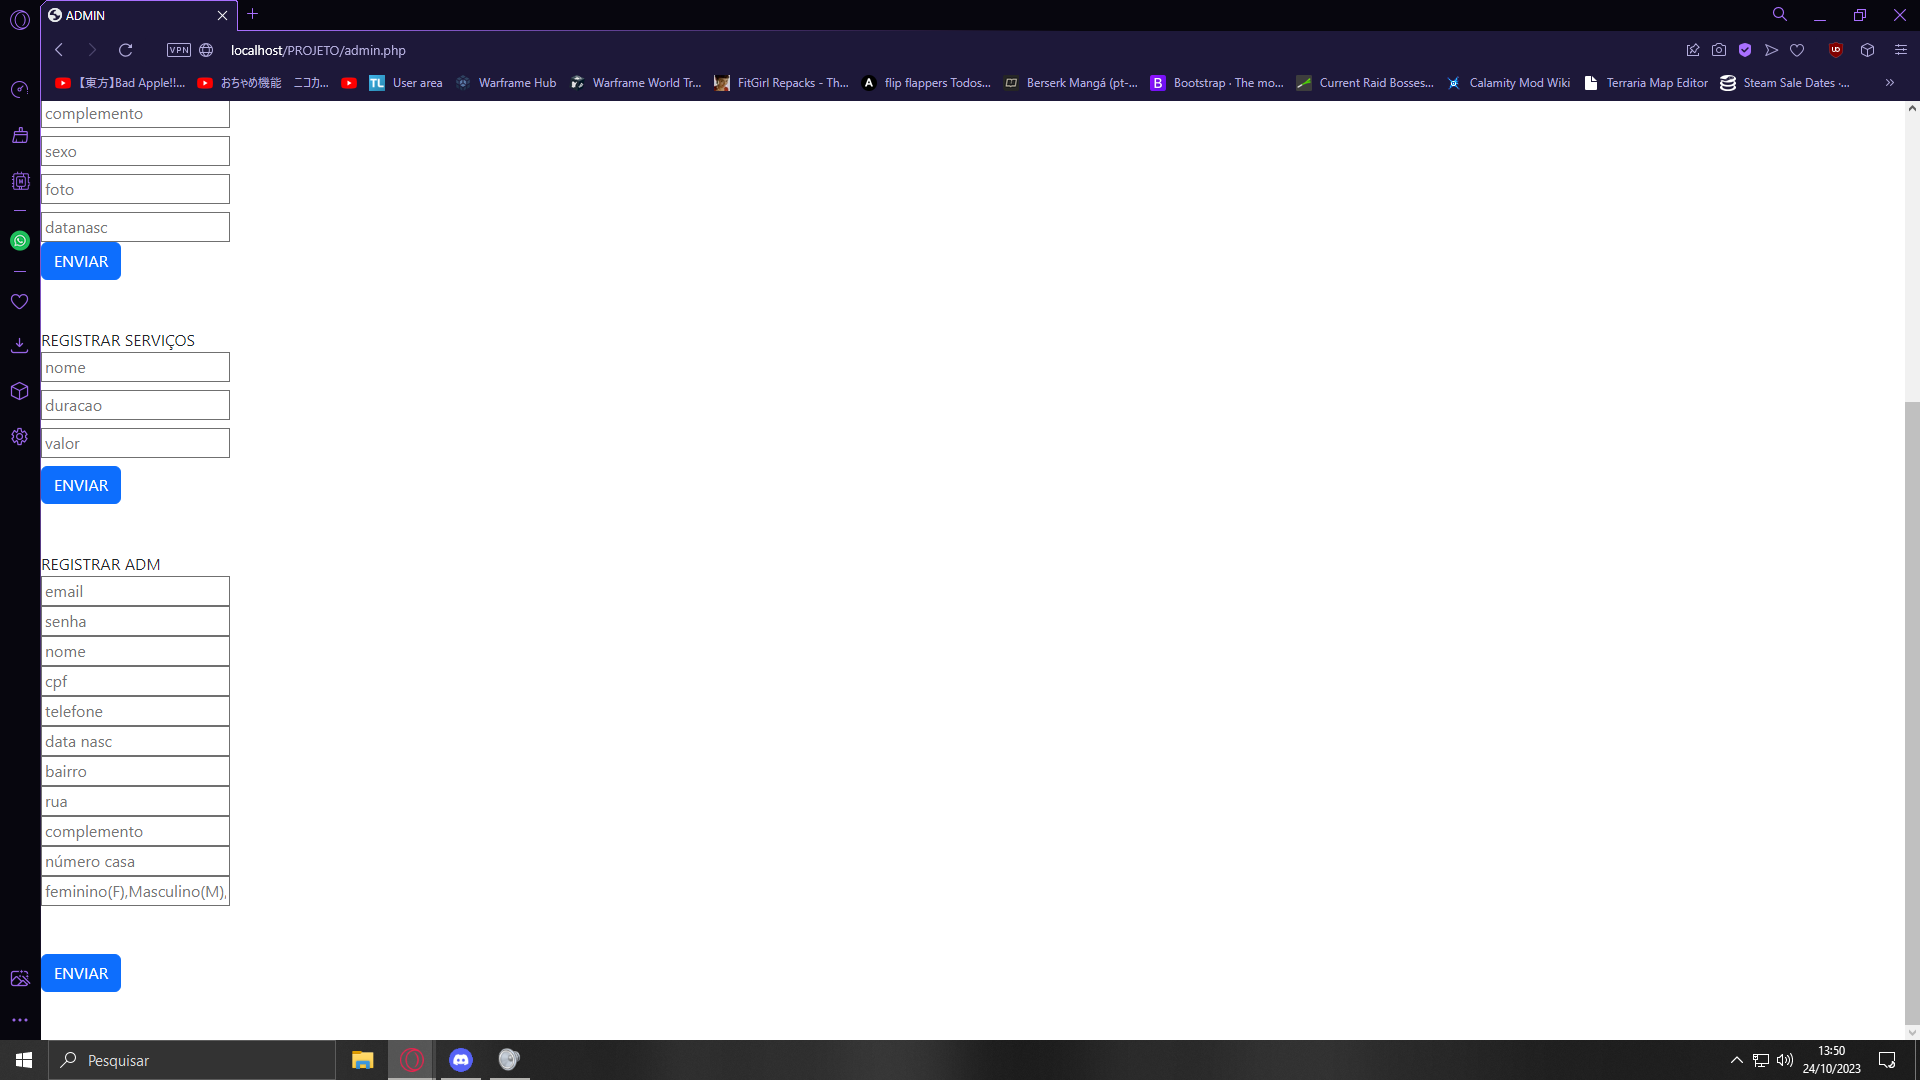 ADMIN
VPN
localhost/PROJETO/admin.php
【東方】Bad Apple!!...
おちゃめ機能 ニコカ...
TL User area
Warframe Hub
Warframe World Tr...
FitGirl Repacks - Th...
A flip flappers Todos...
Berserk Mangá (pt-...
B Bootstrap · The mo...
Current Raid Bosses...
Calamity Mod Wiki
Terraria Map Editor
Steam Sale Dates ·...
complemento
sexo
foto
datanasc
ENVIAR
REGISTRAR SERVIÇOS
nome
duracao
valor
ENVIAR
REGISTRAR ADM
email
senha
nome
cpf
telefone
data nasc
bairro
rua
complemento
número casa
feminino(F),Masculino(M),
ENVIAR
Pesquisar
13:50
24/10/2023